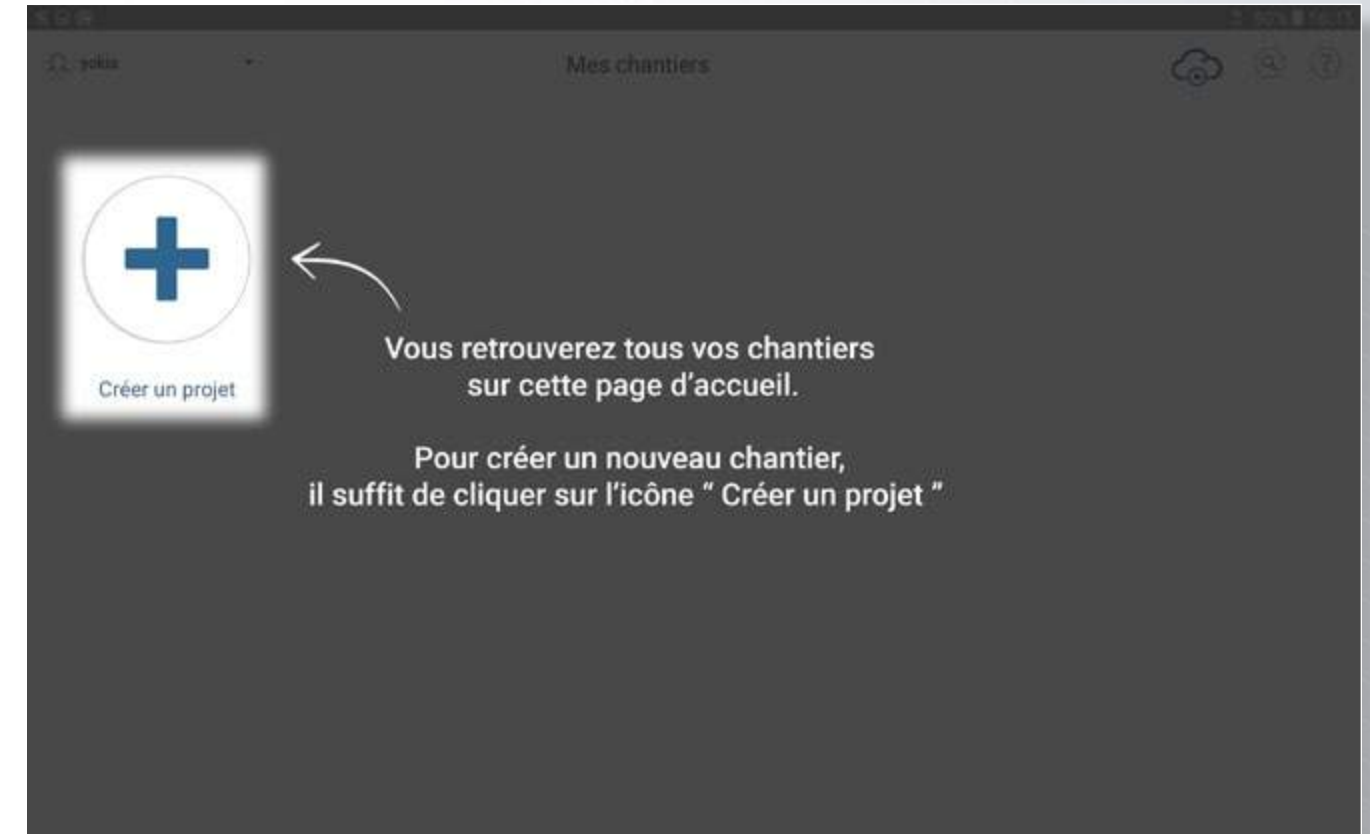 yokis
Mes chantiers
Créer un projet
Vous retrouverez tous vos chantiers
sur cette page d’accueil.
Pour créer un nouveau chantier,
il suffit de cliquer sur l’icône “ Créer un projet ”